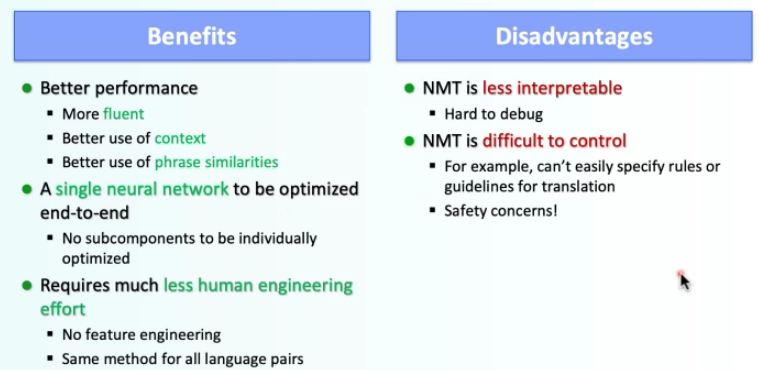 Benefits
Better performance
More fluent
Better use of context
Better use of phrase similarities
A single neural network to be optimized
end-to-end
No subcomponents to be individually
optimized
Requires much less human engineering
effort
No feature engineering
Same method for all language pairs
Disadvantages
NMT is less interpretable
Hard to debug
NMT is difficult to control
For example, can't easily specify rules or
guidelines for translation
Safety concerns!